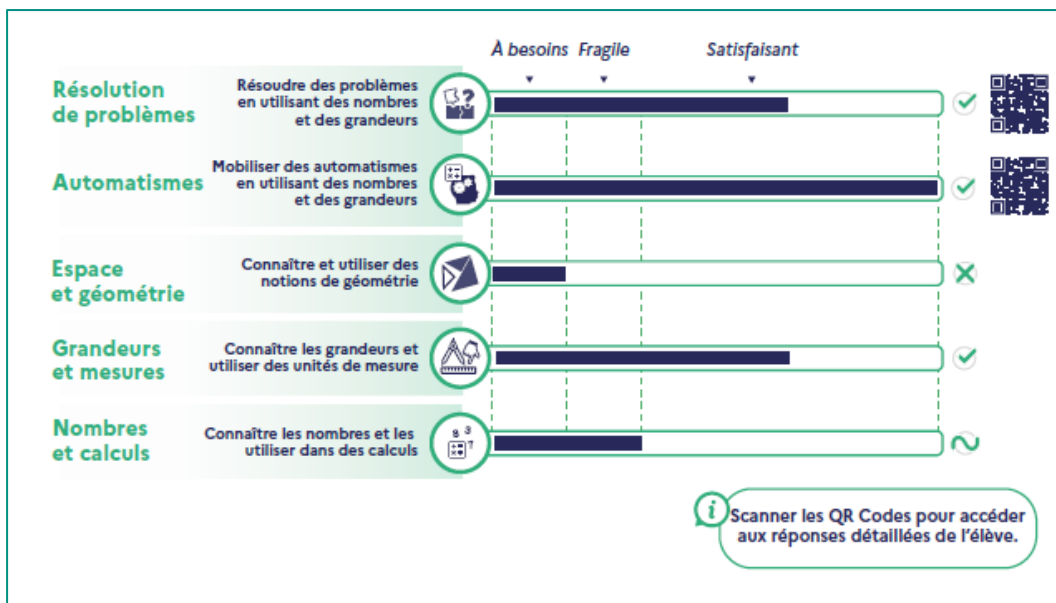 À besoins Fragile Satisfaisant
Résolution
de problèmes
Résoudre des problèmes
en utilisant des nombres
et des grandeurs
Automatismes
Mobiliser des automatismes
en utilisant des nombres
et des grandeurs
Espace
et géométrie
Connaître et utiliser des
notions de géométrie
Grandeurs
et mesures
Connaître les grandeurs et
utiliser des unités de mesure
Nombres
et calculs
Connaître les nombres et les
utiliser dans des calculs
i
Scanner les QR Codes pour accéder
aux réponses détaillées de l'élève.